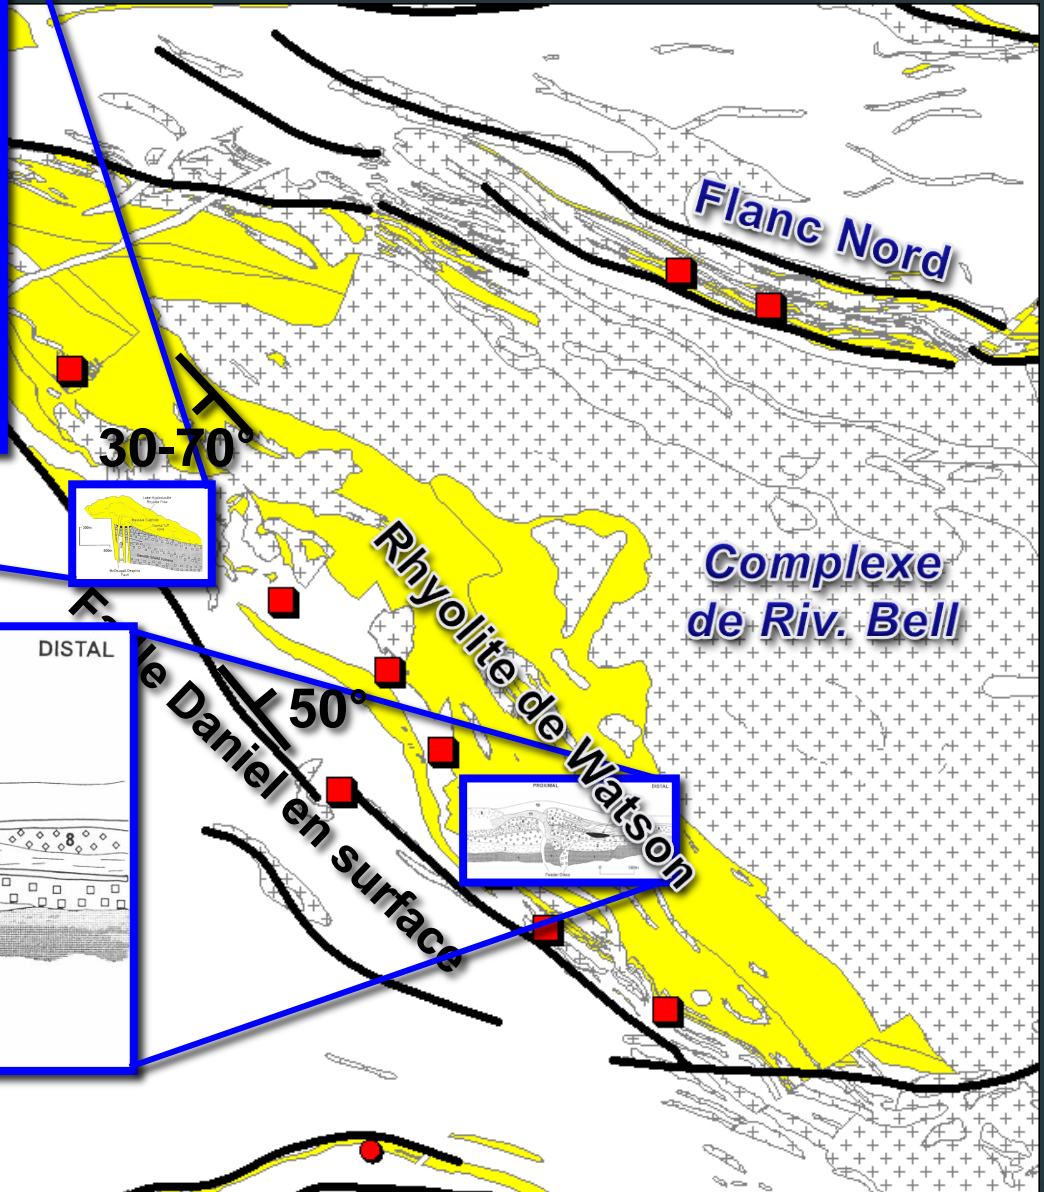 Flanc Nord
30-70°
Complexe
de Riv. Bell
Rhyolite de Watson
DISTAL
50°
Faille Daniel en surface
PROXIMAL
DISTAL
8